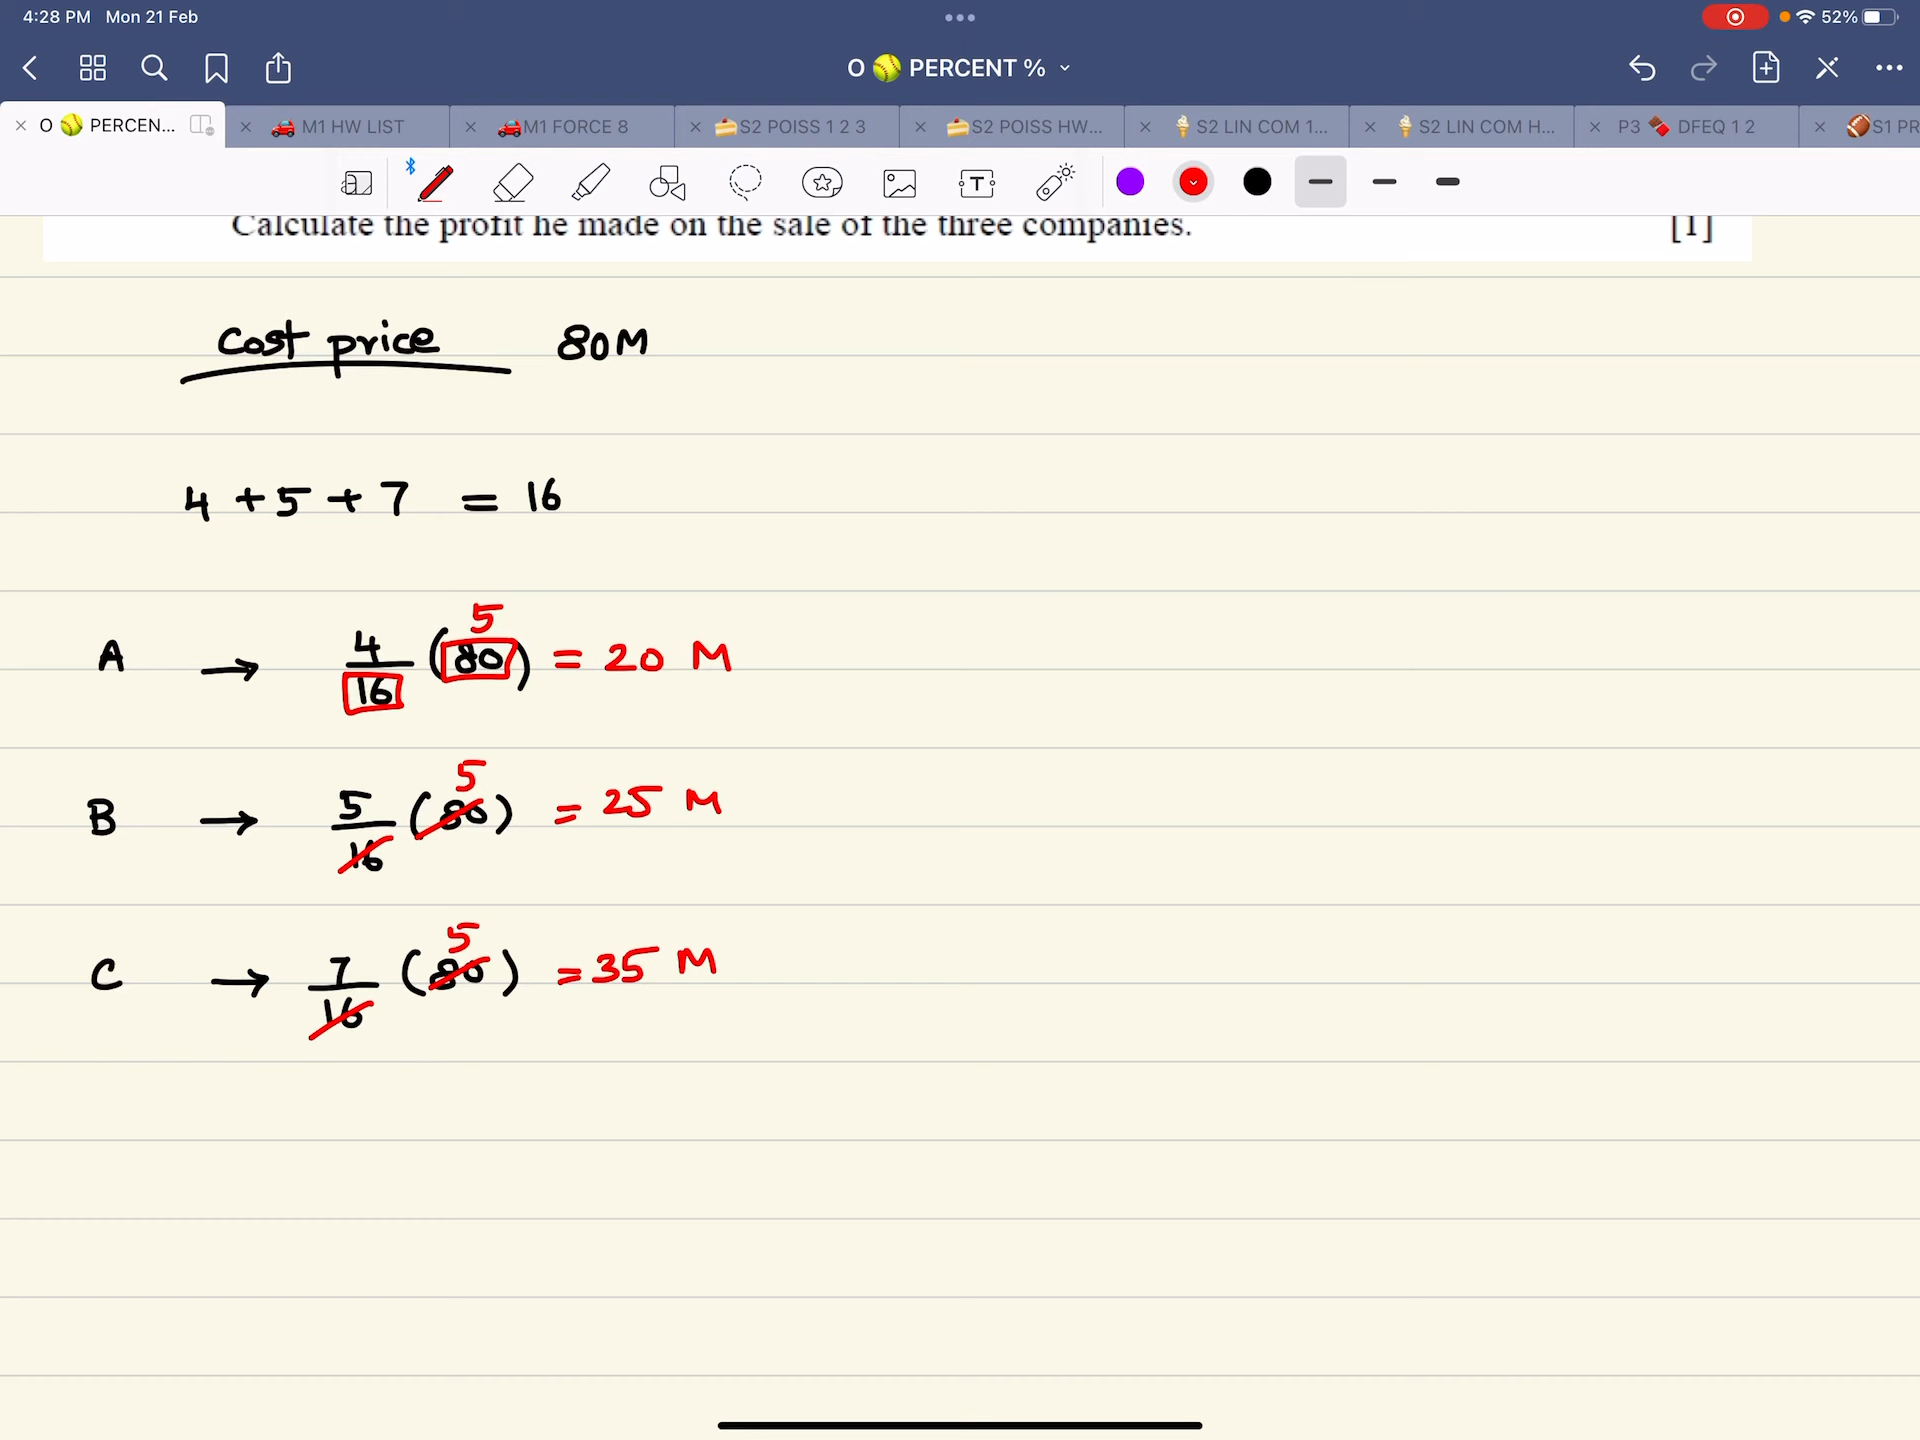 4:28 PM Mon 21 Feb
52%
O 🥎 PERCENT %
O 🥎 PERCEN... 🚗 M1 HW LIST 🚗M1 FORCE 8 🍰S2 POISS 1 2 3 🍰S2 POISS HW... 🍦 S2 LIN COM 1... 🍦 S2 LIN COM H... P3 🍫 DFEQ 1 2 🏈S1 PR
Calculate the profit he made on the sale of the three companies. [1]
Cost price 80M
4 + 5 + 7 = 16
5
A → 4/16 (80) = 20 M
5
B → 5/16 (80) = 25 M
5
C → 7/16 (80) = 35 M